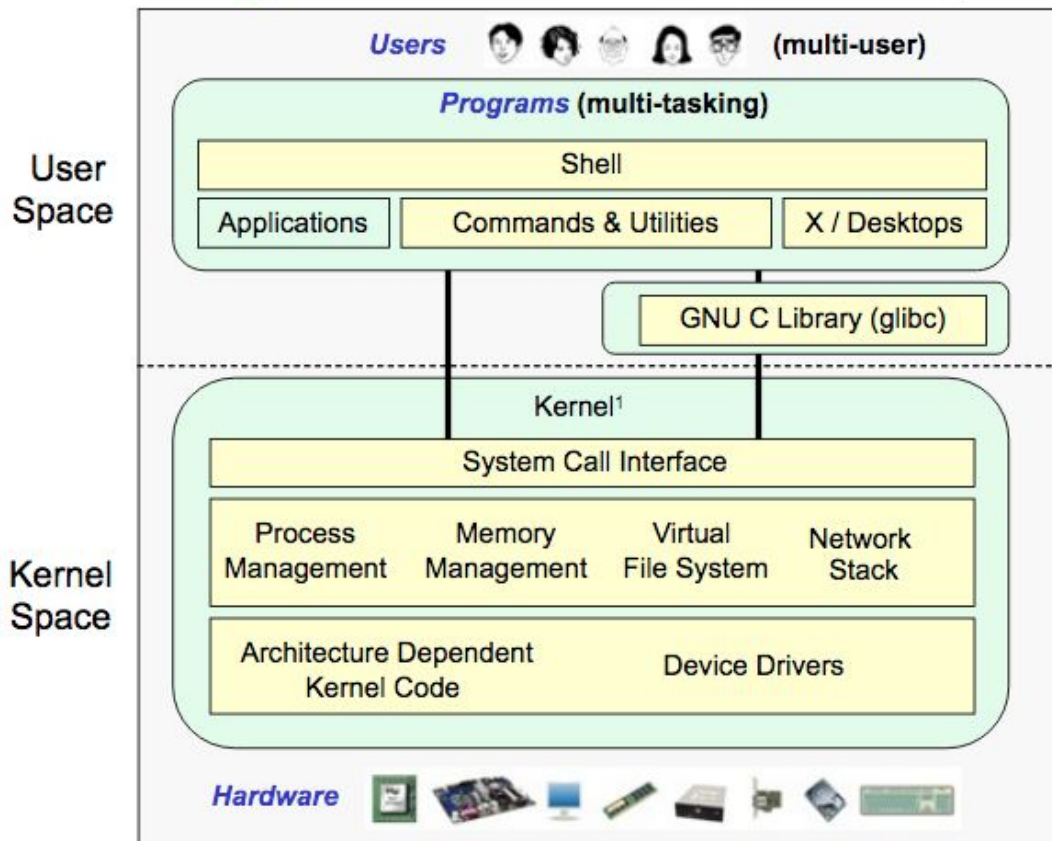 Users (multi-user)
Programs (multi-tasking)
User
Space
Shell
Applications
Commands & Utilities
X / Desktops
GNU C Library (glibc)
Kernel¹
System Call Interface
Kernel
Space
Process
Management
Memory
Management
Virtual
File System
Network
Stack
Architecture Dependent
Kernel Code
Device Drivers
Hardware